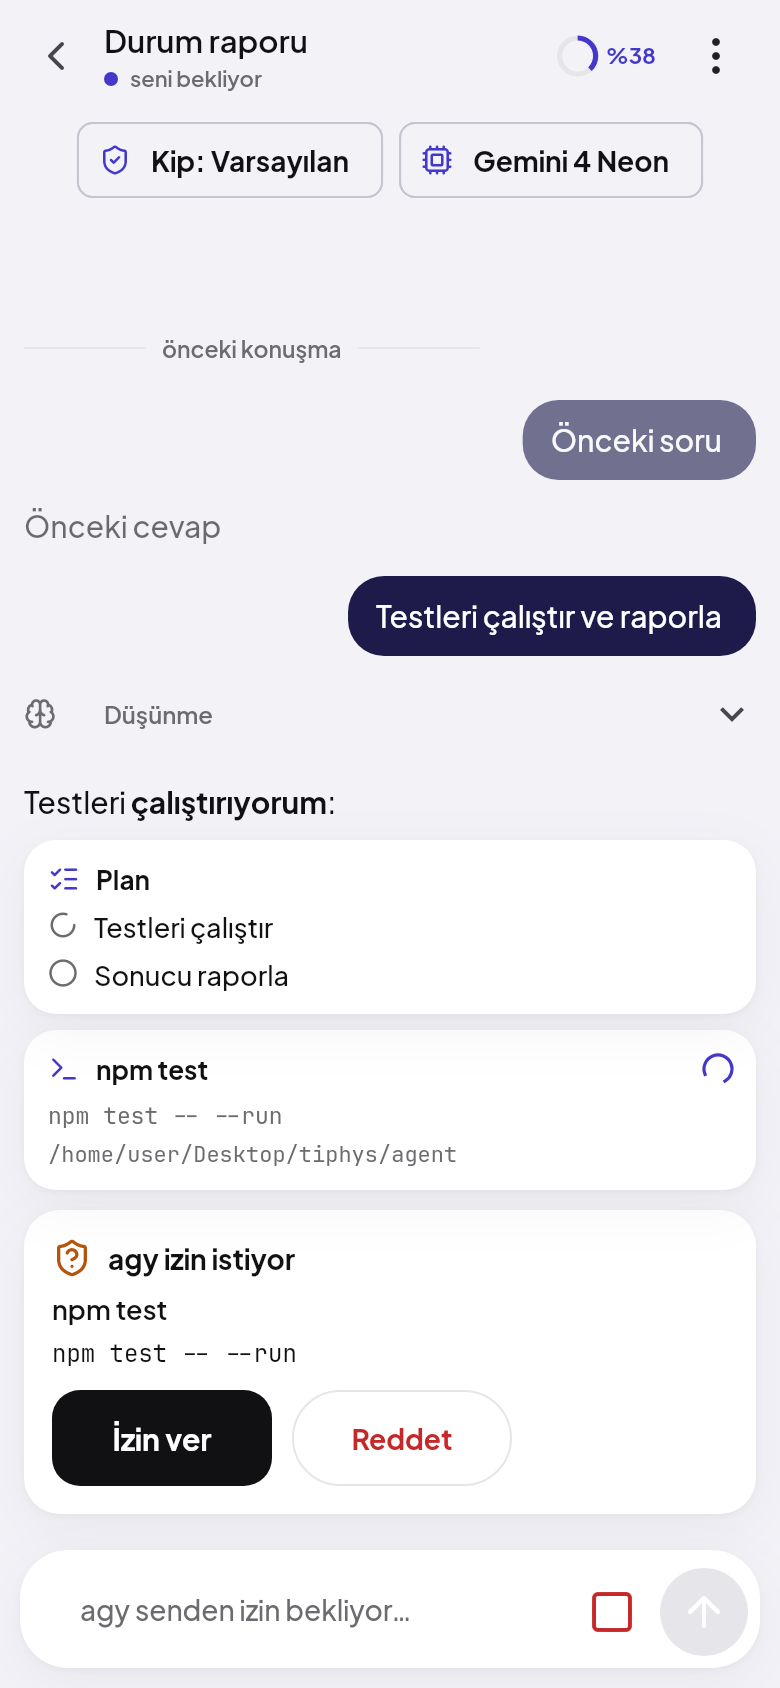 Durum raporu
seni bekliyor
%38
Kip: Varsayılan
Gemini 4 Neon
önceki konuşma
Önceki soru
Önceki cevap
Testleri çalıştır ve raporla
Düşünme
Testleri çalıştırıyorum:
Plan
Testleri çalıştır
Sonucu raporla
npm test
npm test -- --run
/home/user/Desktop/tiphys/agent
agy izin istiyor
npm test
npm test -- --run
İzin ver
Reddet
agy senden izin bekliyor…